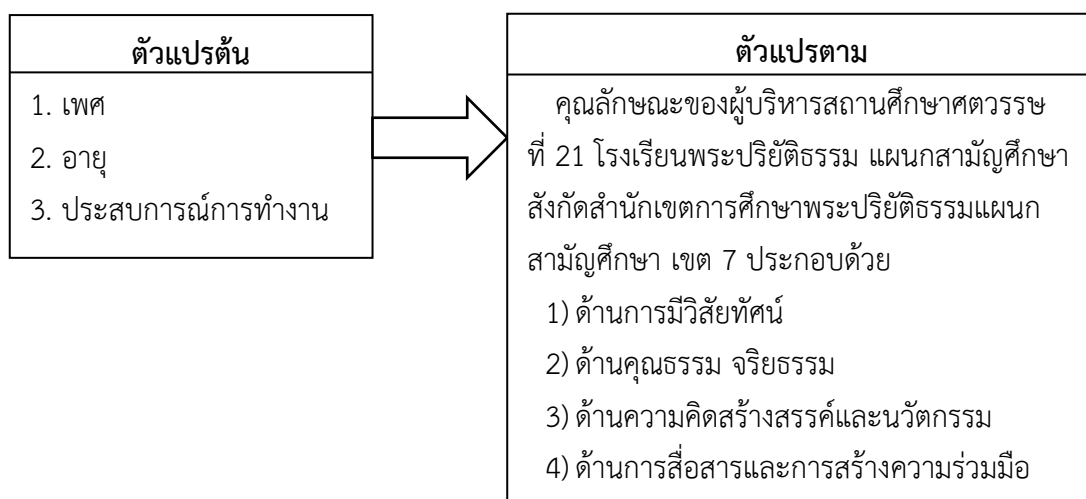 ตัวแปรต้น
1. เพศ
2. อายุ
3. ประสบการณ์การทำงาน
ตัวแปรตาม
คุณลักษณะของผู้บริหารสถานศึกษาศตวรรษ
ที่ 21 โรงเรียนพระปริยัติธรรม แผนกสามัญศึกษา
สังกัดสำนักเขตการศึกษาพระปริยัติธรรมแผนก
สามัญศึกษา เขต 7 ประกอบด้วย
1) ด้านการมีวิสัยทัศน์
2) ด้านคุณธรรม จริยธรรม
3) ด้านความคิดสร้างสรรค์และนวัตกรรม
4) ด้านการสื่อสารและการสร้างความร่วมมือ